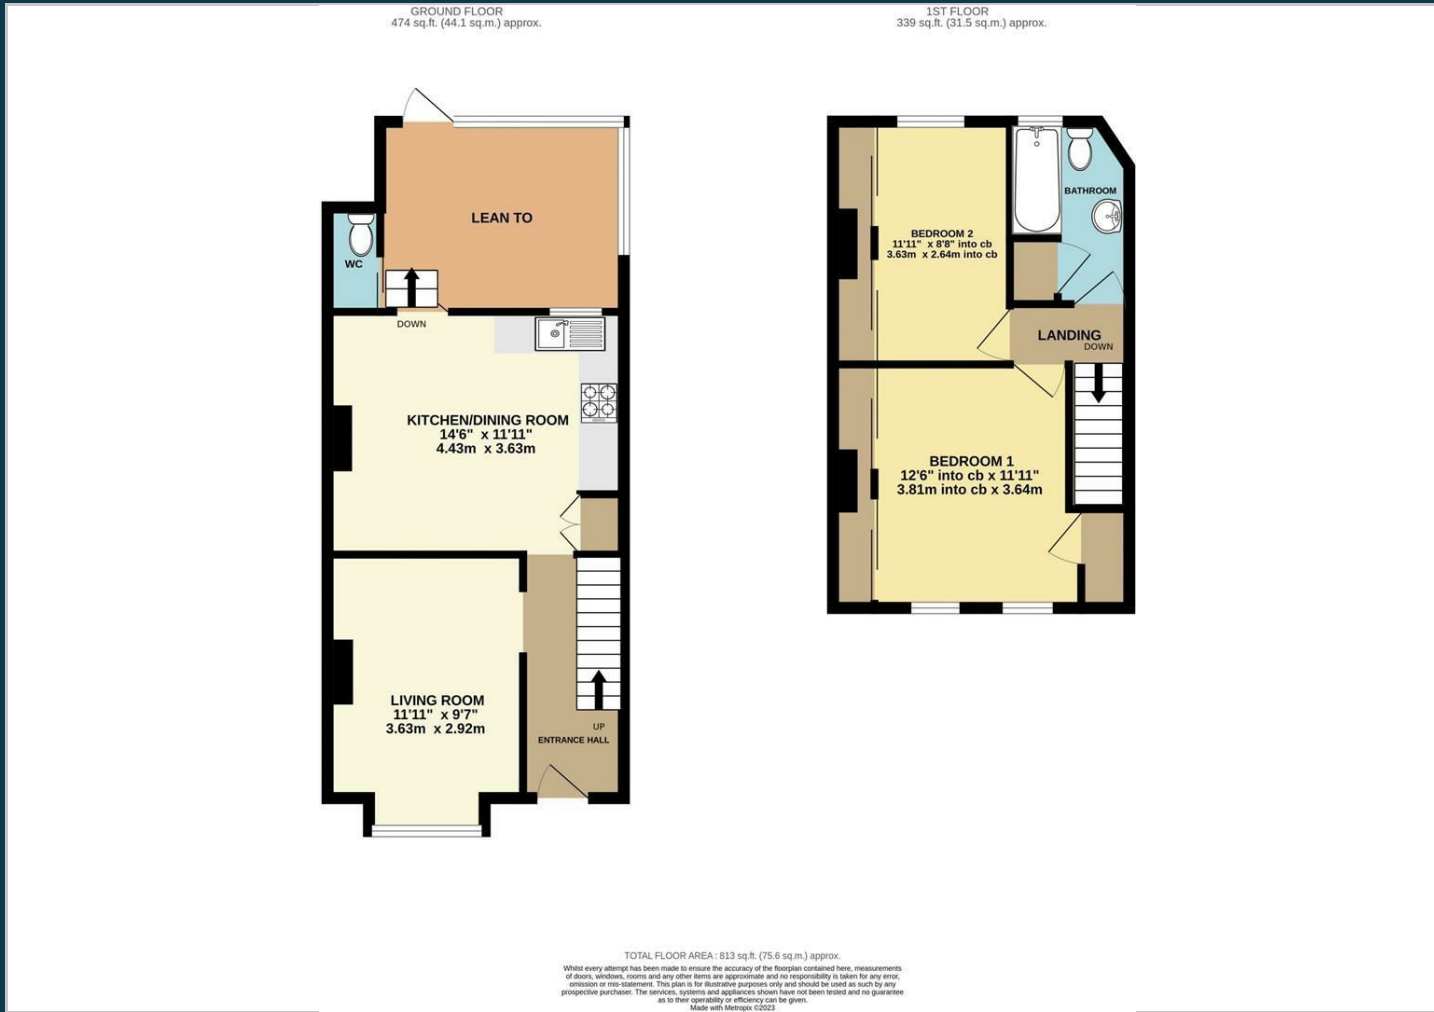 GROUND FLOOR
474 sq.ft. (44.1 sq.m.) approx.
LEAN TO
WC
DOWN
KITCHEN/DINING ROOM
14'6" x 11'11"
4.43m x 3.63m
LIVING ROOM
11'11" x 9'7"
3.63m x 2.92m
UP
ENTRANCE HALL
1ST FLOOR
339 sq.ft. (31.5 sq.m.) approx.
BATHROOM
BEDROOM 2
11'11" x 8'8" into cb
3.63m x 2.64m into cb
LANDING
DOWN
BEDROOM 1
12'6" into cb x 11'11"
3.81m into cb x 3.64m
TOTAL FLOOR AREA : 813 sq.ft. (75.6 sq.m.) approx.
Whilst every attempt has been made to ensure the accuracy of the floorplan contained here, measurements
of doors, windows, rooms and any other items are approximate and no responsibility is taken for any error,
omission or mis-statement. This plan is for illustrative purposes only and should be used as such by any
prospective purchaser. The services, systems and appliances shown have not been tested and no guarantee
as to their operability or efficiency can be given.
Made with Metropix ©2023